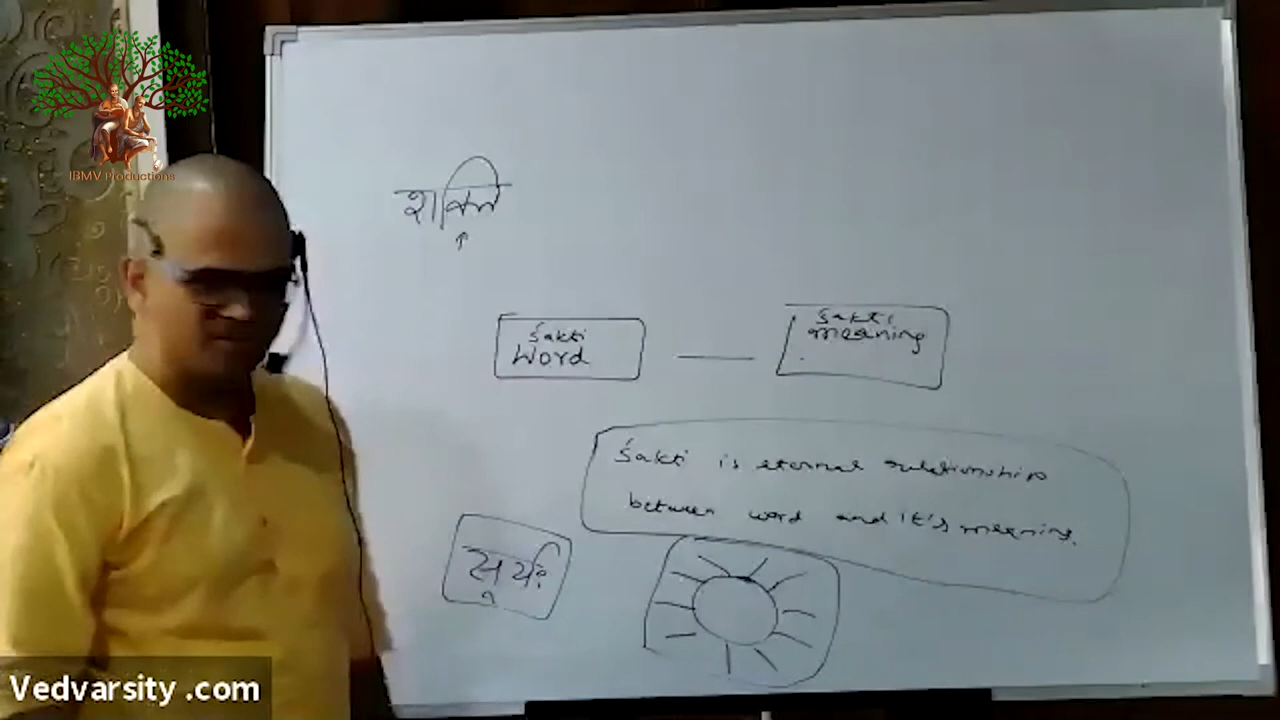 IBMV Productions
शक्ति
Śakti
Word
Śakti
meaning
Śakti is eternal relationship
between word and it's meaning.
सूर्यः
Vedvarsity .com